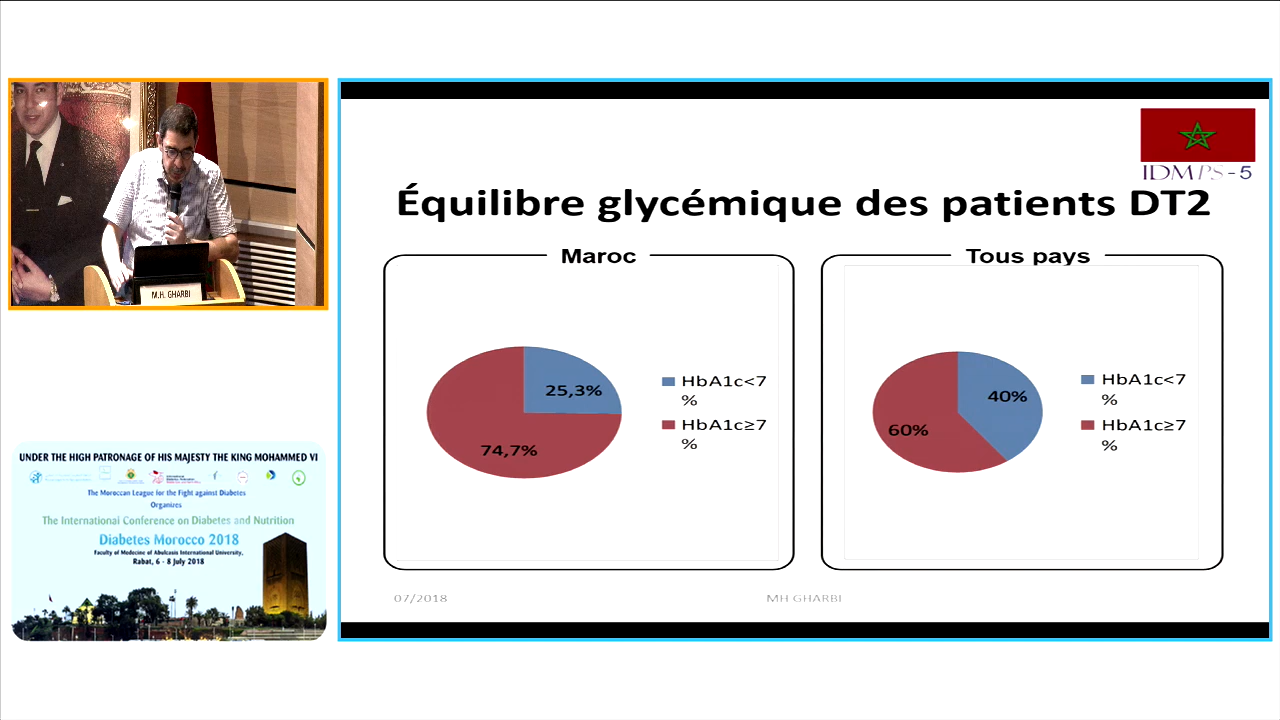 M.H. GHARBI
UNDER THE HIGH PATRONAGE OF HIS MAJESTY THE KING MOHAMMED VI
The Moroccan League for the Fight against Diabetes
Organizes
The International Conference on Diabetes and Nutrition
Diabetes Morocco 2018
Faculty of Medecine of Abulcasis International University,
Rabat, 6 - 8 July 2018
IDMPS-5
Équilibre glycémique des patients DT2
Maroc
25,3%
74,7%
HbA1c<7
%
HbA1c≥7
%
Tous pays
40%
60%
HbA1c<7
%
HbA1c≥7
%
07/2018
MH GHARBI